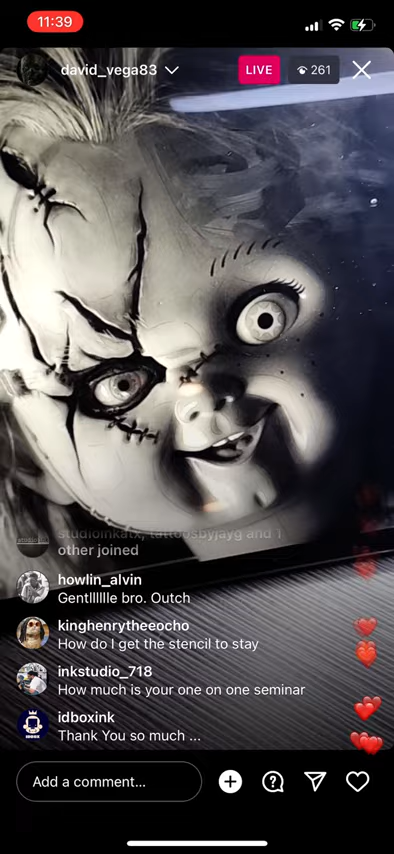 11:39
david_vega83
LIVE
261
studioinkatx, tattoosbyjayg and 1
other joined
howlin_alvin
Gentllllllle bro. Outch
kinghenrytheeocho
How do I get the stencil to stay
inkstudio_718
How much is your one on one seminar
idboxink
Thank You so much ...
Add a comment...